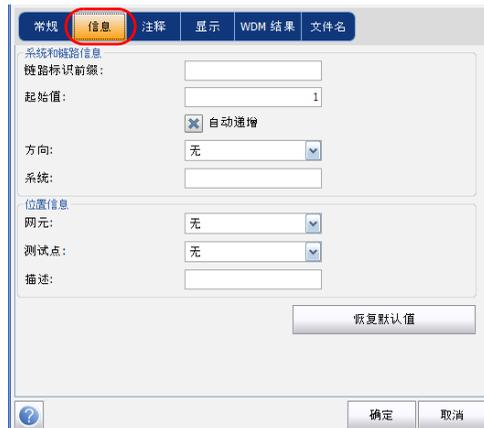 常规 信息 注释 显示 WDM 结果 文件名
系统和链路信息
链路标识前缀:
起始值: 1
自动递增
方向: 无
系统:
位置信息
网元: 无
测试点: 无
描述:
恢复默认值
? 确定 取消